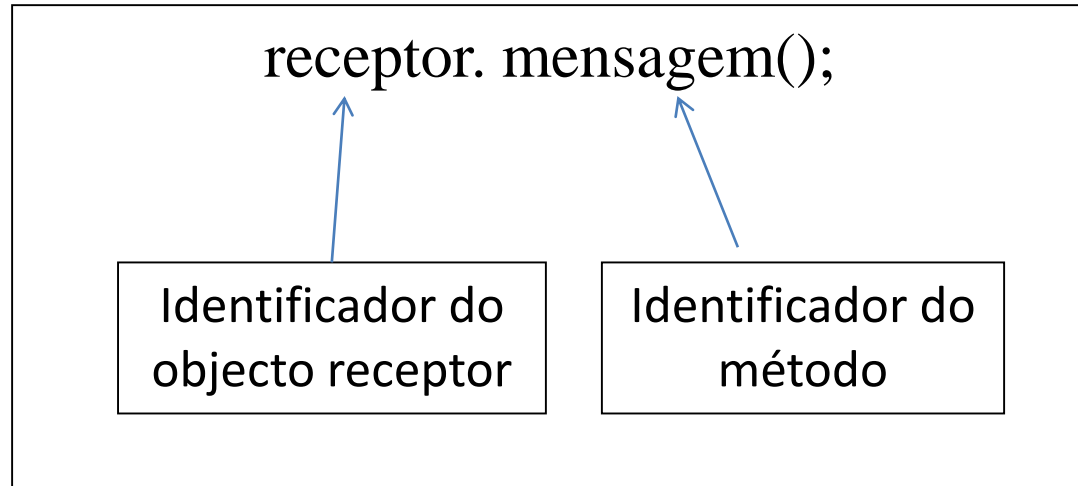 receptor. mensagem();
Identificador do
objecto receptor
Identificador do
método